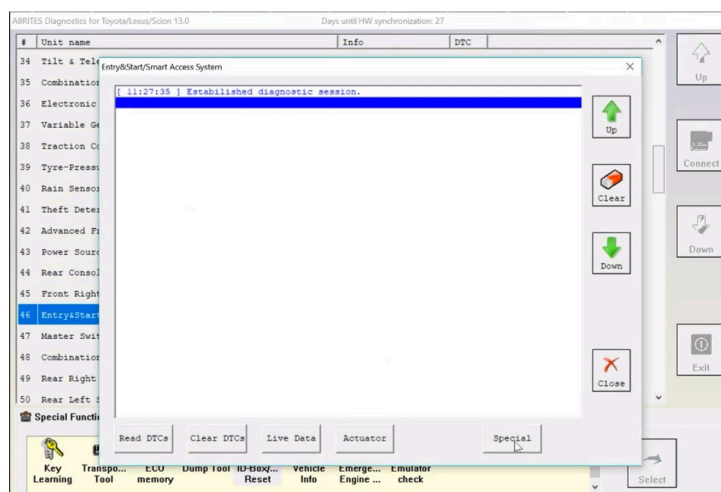 ABRITES Diagnostics for Toyota/Lexus/Scion 13.0 Days until HW synchronization: 27
# Unit name Info DTC
34 Tilt & Tele
35 Combination
36 Electronic
37 Variable Ge
38 Traction Co
39 Tyre-Pressu
40 Rain Senso
41 Theft Dete
42 Advanced F
43 Power Sourc
44 Rear Conso
45 Front Right
46 Entry&Start
47 Master Swit
48 Combination
49 Rear Right
50 Rear Left S
Entry&Start/Smart Access System
[ 11:27:35 ] Estabilished diagnostic session.
Up
Clear
Down
Close
Read DTCs Clear DTCs Live Data Actuator Special
Up
Connect
Down
Exit
Special Functi
Key Learning
Transpo... Tool
ECU memory
Dump Tool
ID-Box/... Reset
Vehicle Info
Emerge... Engine ...
Emulator check
Select